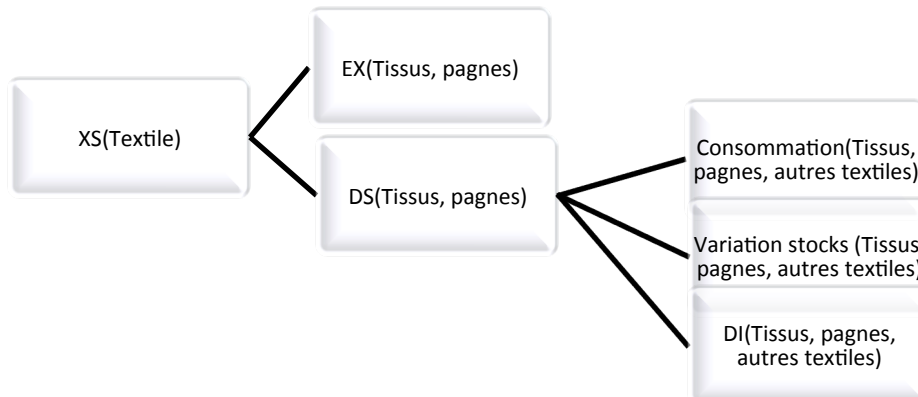 EX(Tissus, pagnes)
XS(Textile)
DS(Tissus, pagnes)
Consommation(Tissus,
pagnes, autres textiles)
Variation stocks (Tissus
pagnes, autres textiles)
DI(Tissus, pagnes,
autres textiles)